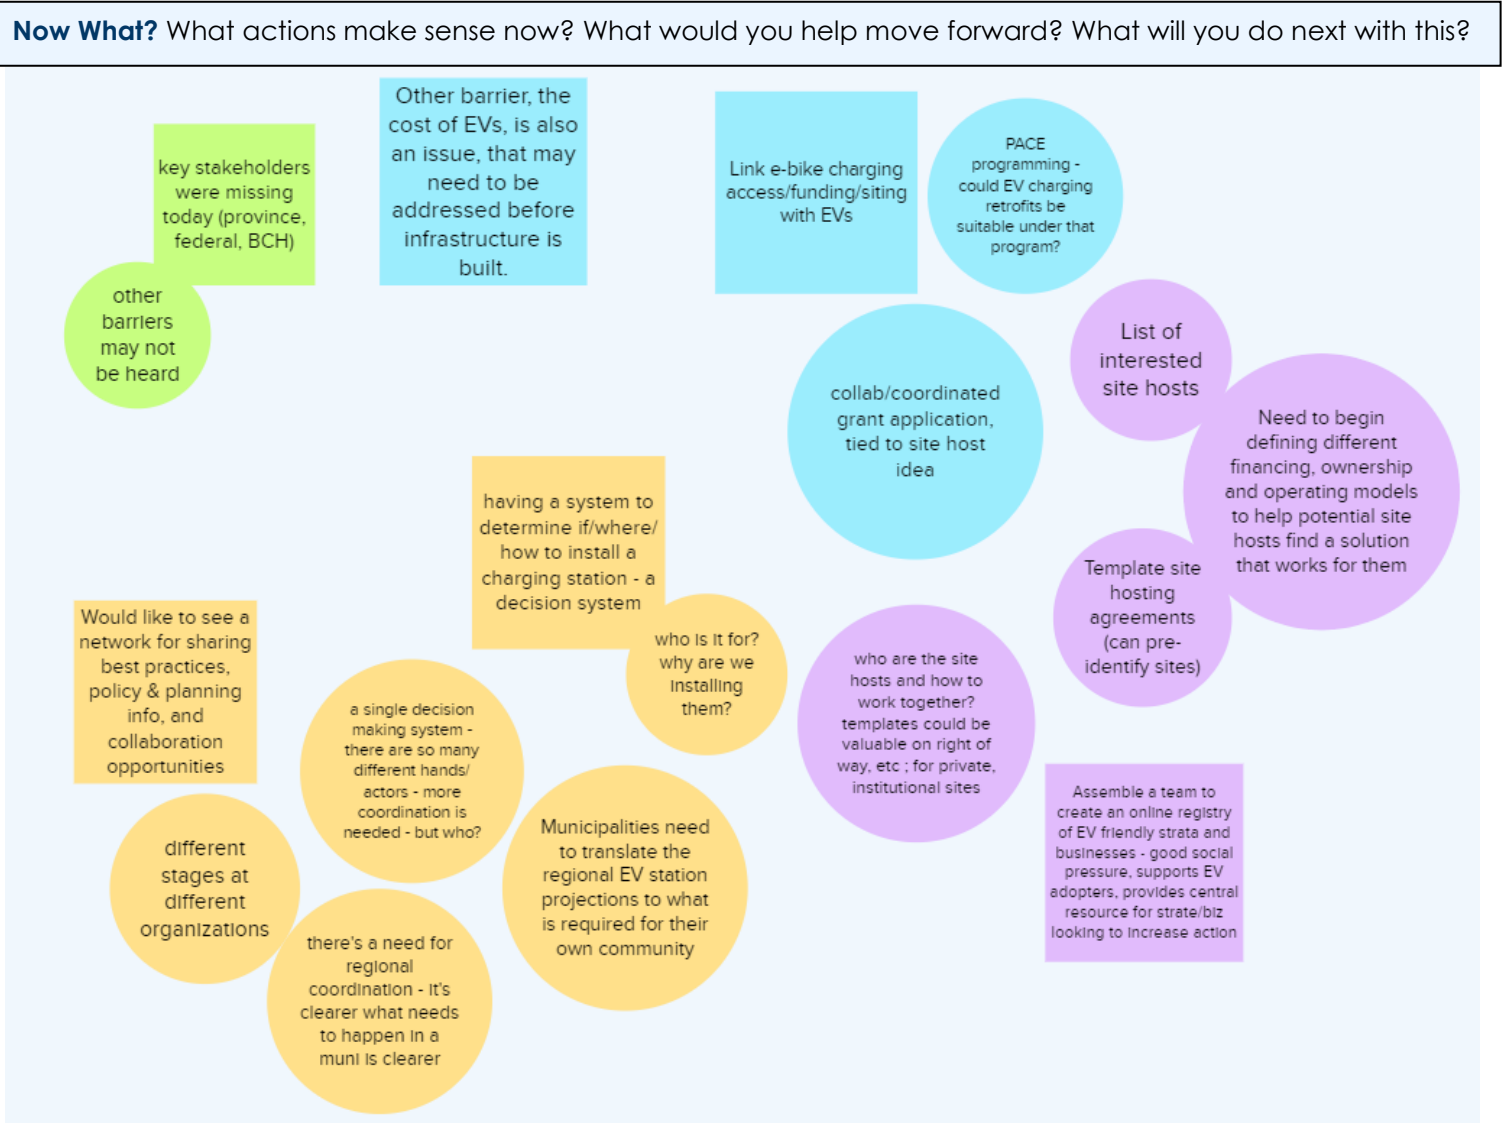 Now What? What actions make sense now? What would you help move forward? What will you do next with this?
key stakeholders
were missing
today (province,
federal, BCH)
other
barriers
may not
be heard
Other barrier, the
cost of EVs, is also
an issue, that may
need to be
addressed before
infrastructure is
built.
Link e-bike charging
access/funding/siting
with EVs
PACE
programming -
could EV charging
retrofits be
suitable under that
program?
collab/coordinated
grant application,
tied to site host
idea
List of
interested
site hosts
Need to begin
defining different
financing, ownership
and operating models
to help potential site
hosts find a solution
that works for them
Template site
hosting
agreements
(can pre-
identify sites)
having a system to
determine if/where/
how to install a
charging station - a
decision system
who is it for?
why are we
installing
them?
Would like to see a
network for sharing
best practices,
policy & planning
info, and
collaboration
opportunities
a single decision
making system -
there are so many
different hands/
actors - more
coordination is
needed - but who?
who are the site
hosts and how to
work together?
templates could be
valuable on right of
way, etc ; for private,
institutional sites
Assemble a team to
create an online registry
of EV friendly strata and
businesses - good social
pressure, supports EV
adopters, provides central
resource for strate/biz
looking to increase action
Municipalities need
to translate the
regional EV station
projections to what
is required for their
own community
different
stages at
different
organizations
there's a need for
regional
coordination - it's
clearer what needs
to happen in a
muni is clearer